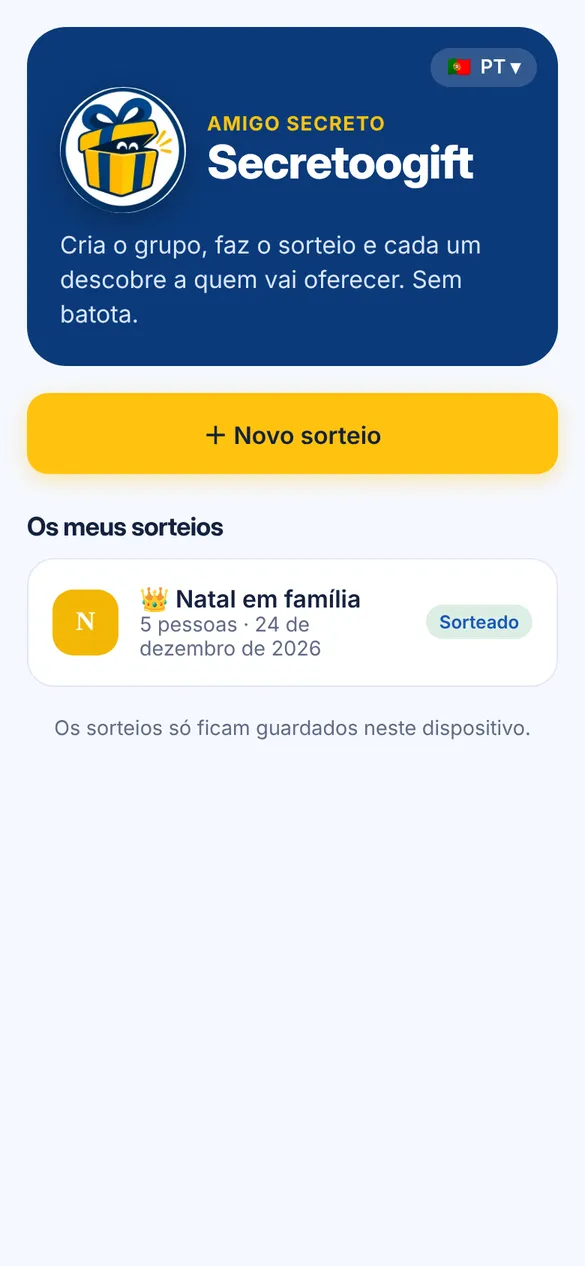 🇵🇹 PT ▾
AMIGO SECRETO
Secretoogift
Cria o grupo, faz o sorteio e cada um
descobre a quem vai oferecer. Sem
batota.
+ Novo sorteio
Os meus sorteios
N
👑 Natal em família
5 pessoas · 24 de
dezembro de 2026
Sorteado
Os sorteios só ficam guardados neste dispositivo.